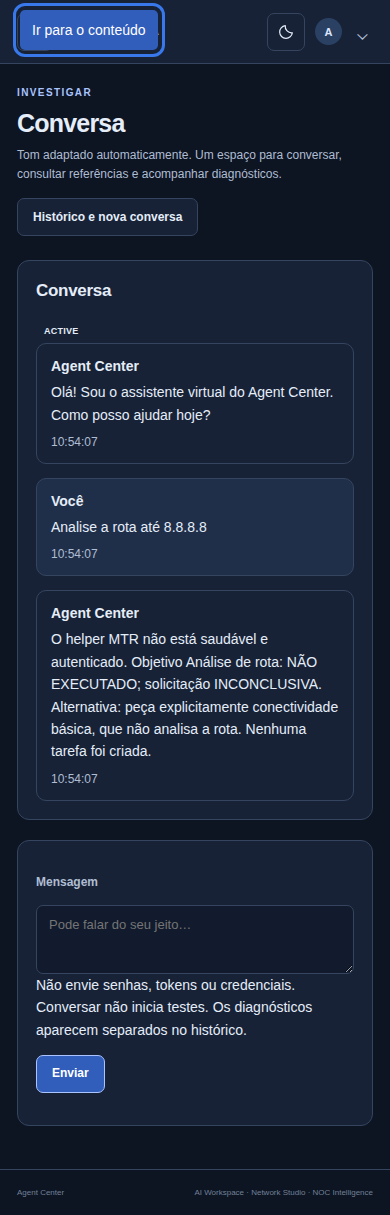 Ir para o conteúdo
A
INVESTIGAR
Conversa
Tom adaptado automaticamente. Um espaço para conversar,
consultar referências e acompanhar diagnósticos.
Histórico e nova conversa
Conversa
ACTIVE
Agent Center
Olá! Sou o assistente virtual do Agent Center.
Como posso ajudar hoje?
10:54:07
Você
Analise a rota até 8.8.8.8
10:54:07
Agent Center
O helper MTR não está saudável e
autenticado. Objetivo Análise de rota: NÃO
EXECUTADO; solicitação INCONCLUSIVA.
Alternativa: peça explicitamente conectividade
básica, que não analisa a rota. Nenhuma
tarefa foi criada.
10:54:07
Mensagem
Pode falar do seu jeito…
Não envie senhas, tokens ou credenciais.
Conversar não inicia testes. Os diagnósticos
aparecem separados no histórico.
Enviar
Agent Center
AI Workspace · Network Studio · NOC Intelligence